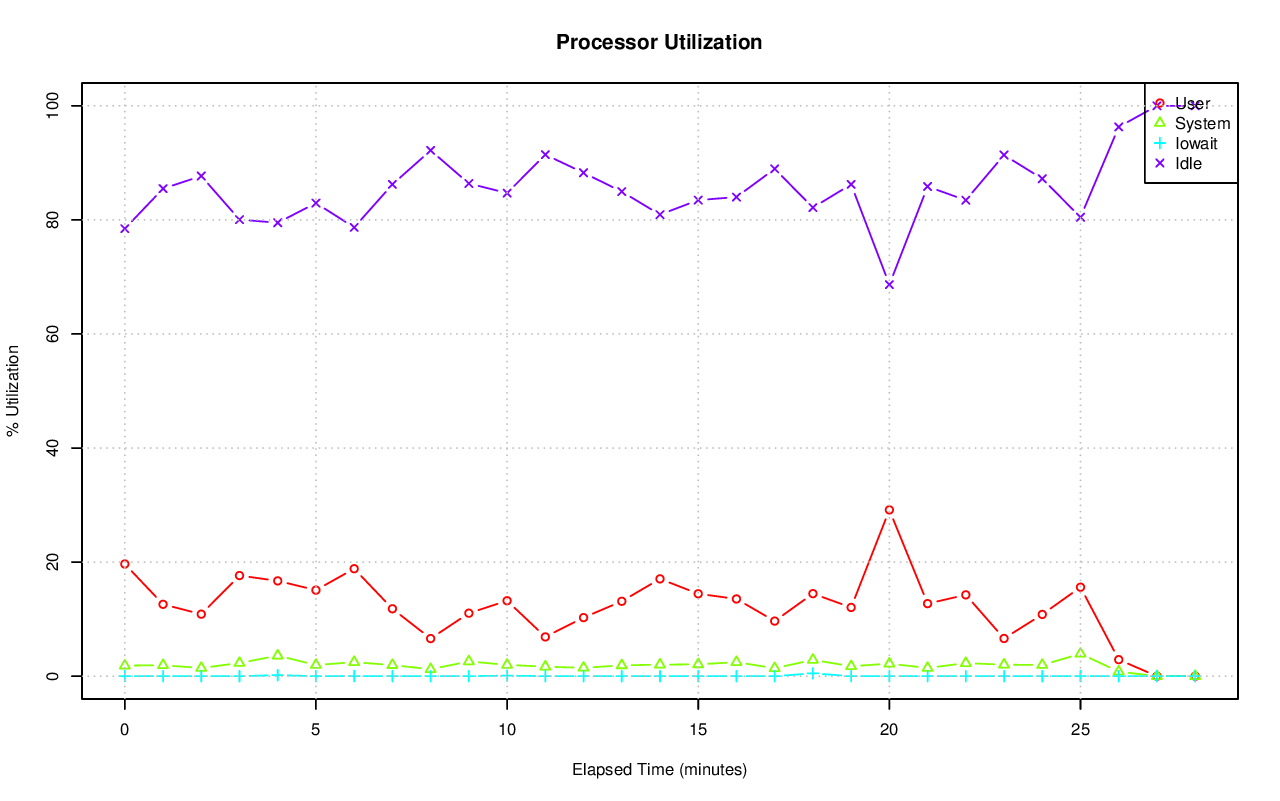 Processor Utilization
100
80
60
40
20
0
% Utilization
User
System
Iowait
Idle
0 5 10 15 20 25
Elapsed Time (minutes)